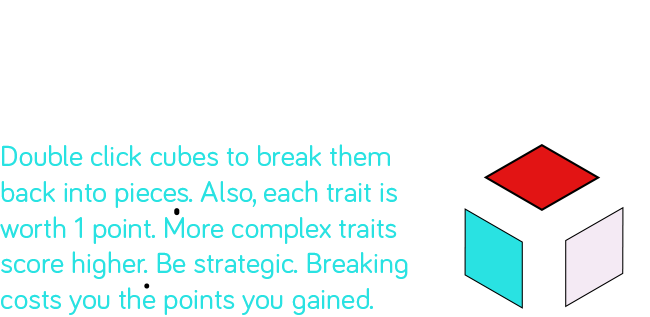 Double click cubes to break them
back into pieces. Also, each trait is
worth 1 point. More complex traits
score higher. Be strategic. Breaking
costs you the points you gained.